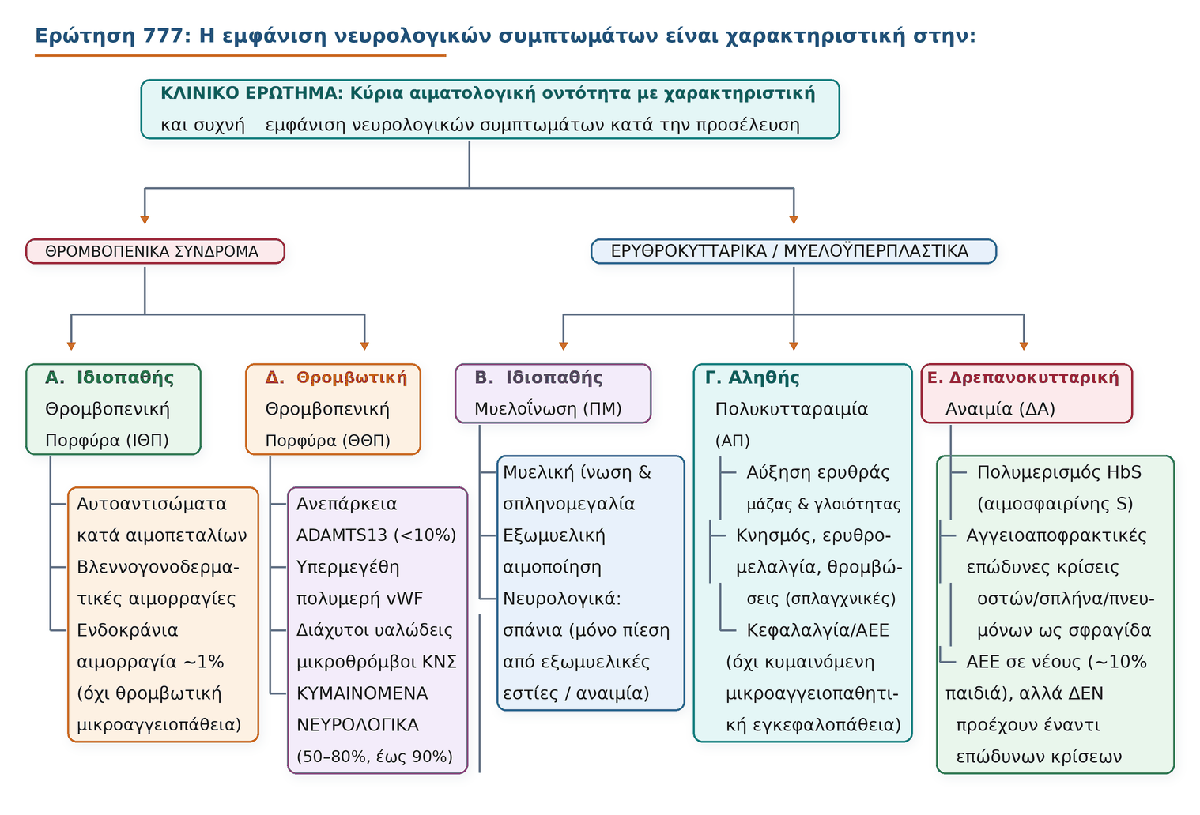 Ερώτηση 777: Η εμφάνιση νευρολογικών συμπτωμάτων είναι χαρακτηριστική στην:
ΚΛΙΝΙΚΟ ΕΡΩΤΗΜΑ: Κύρια αιματολογική οντότητα με χαρακτηριστική
και συχνή εμφάνιση νευρολογικών συμπτωμάτων κατά την προσέλευση
ΘΡΟΜΒΟΠΕΝΙΚΑ ΣΥΝΔΡΟΜΑ
ΕΡΥΘΡΟΚΥΤΤΑΡΙΚΑ / ΜΥΕΛΟΫΠΕΡΠΛΑΣΤΙΚΑ
Α. Ιδιοπαθής
Θρομβοπενική
Πορφύρα (ΙΘΠ)
Αυτοαντισώματα
κατά αιμοπεταλίων
Βλεννογονοδερμα-
τικές αιμορραγίες
Ενδοκράνια
αιμορραγία ~1%
(όχι θρομβωτική
μικροαγγειοπάθεια)
Δ. Θρομβωτική
Θρομβοπενική
Πορφύρα (ΘΘΠ)
Ανεπάρκεια
ADAMTS13 (<10%)
Υπερμεγέθη
πολυμερή vWF
Διάχυτοι υαλώδεις
μικροθρόμβοι ΚΝΣ
ΚΥΜΑΙΝΟΜΕΝΑ
ΝΕΥΡΟΛΟΓΙΚΑ
(50–80%, έως 90%)
Β. Ιδιοπαθής
Μυελοΐνωση (ΠΜ)
Μυελική ίνωση &
σπληνομεγαλία
Εξωμυελική
αιμοποίηση
Νευρολογικά:
σπάνια (μόνο πίεση
από εξωμυελικές
εστίες / αναιμία)
Γ. Αληθής
Πολυκυτταραιμία
(ΑΠ)
Αύξηση ερυθράς
μάζας & γλοιότητας
Κνησμός, ερυθρο-
μελαλγία, θρομβώ-
σεις (σπλαγχνικές)
Κεφαλαλγία/ΑΕΕ
(όχι κυμαινόμενη
μικροαγγειοπαθητι-
κή εγκεφαλοπάθεια)
Ε. Δρεπανοκυτταρική
Αναιμία (ΔΑ)
Πολυμερισμός HbS
(αιμοσφαιρίνης S)
Αγγειοαποφρακτικές
επώδυνες κρίσεις
οστών/σπλήνα/πνευ-
μόνων ως σφραγίδα
ΑΕΕ σε νέους (~10%
παιδιά), αλλά ΔΕΝ
προέχουν έναντι
επώδυνων κρίσεων